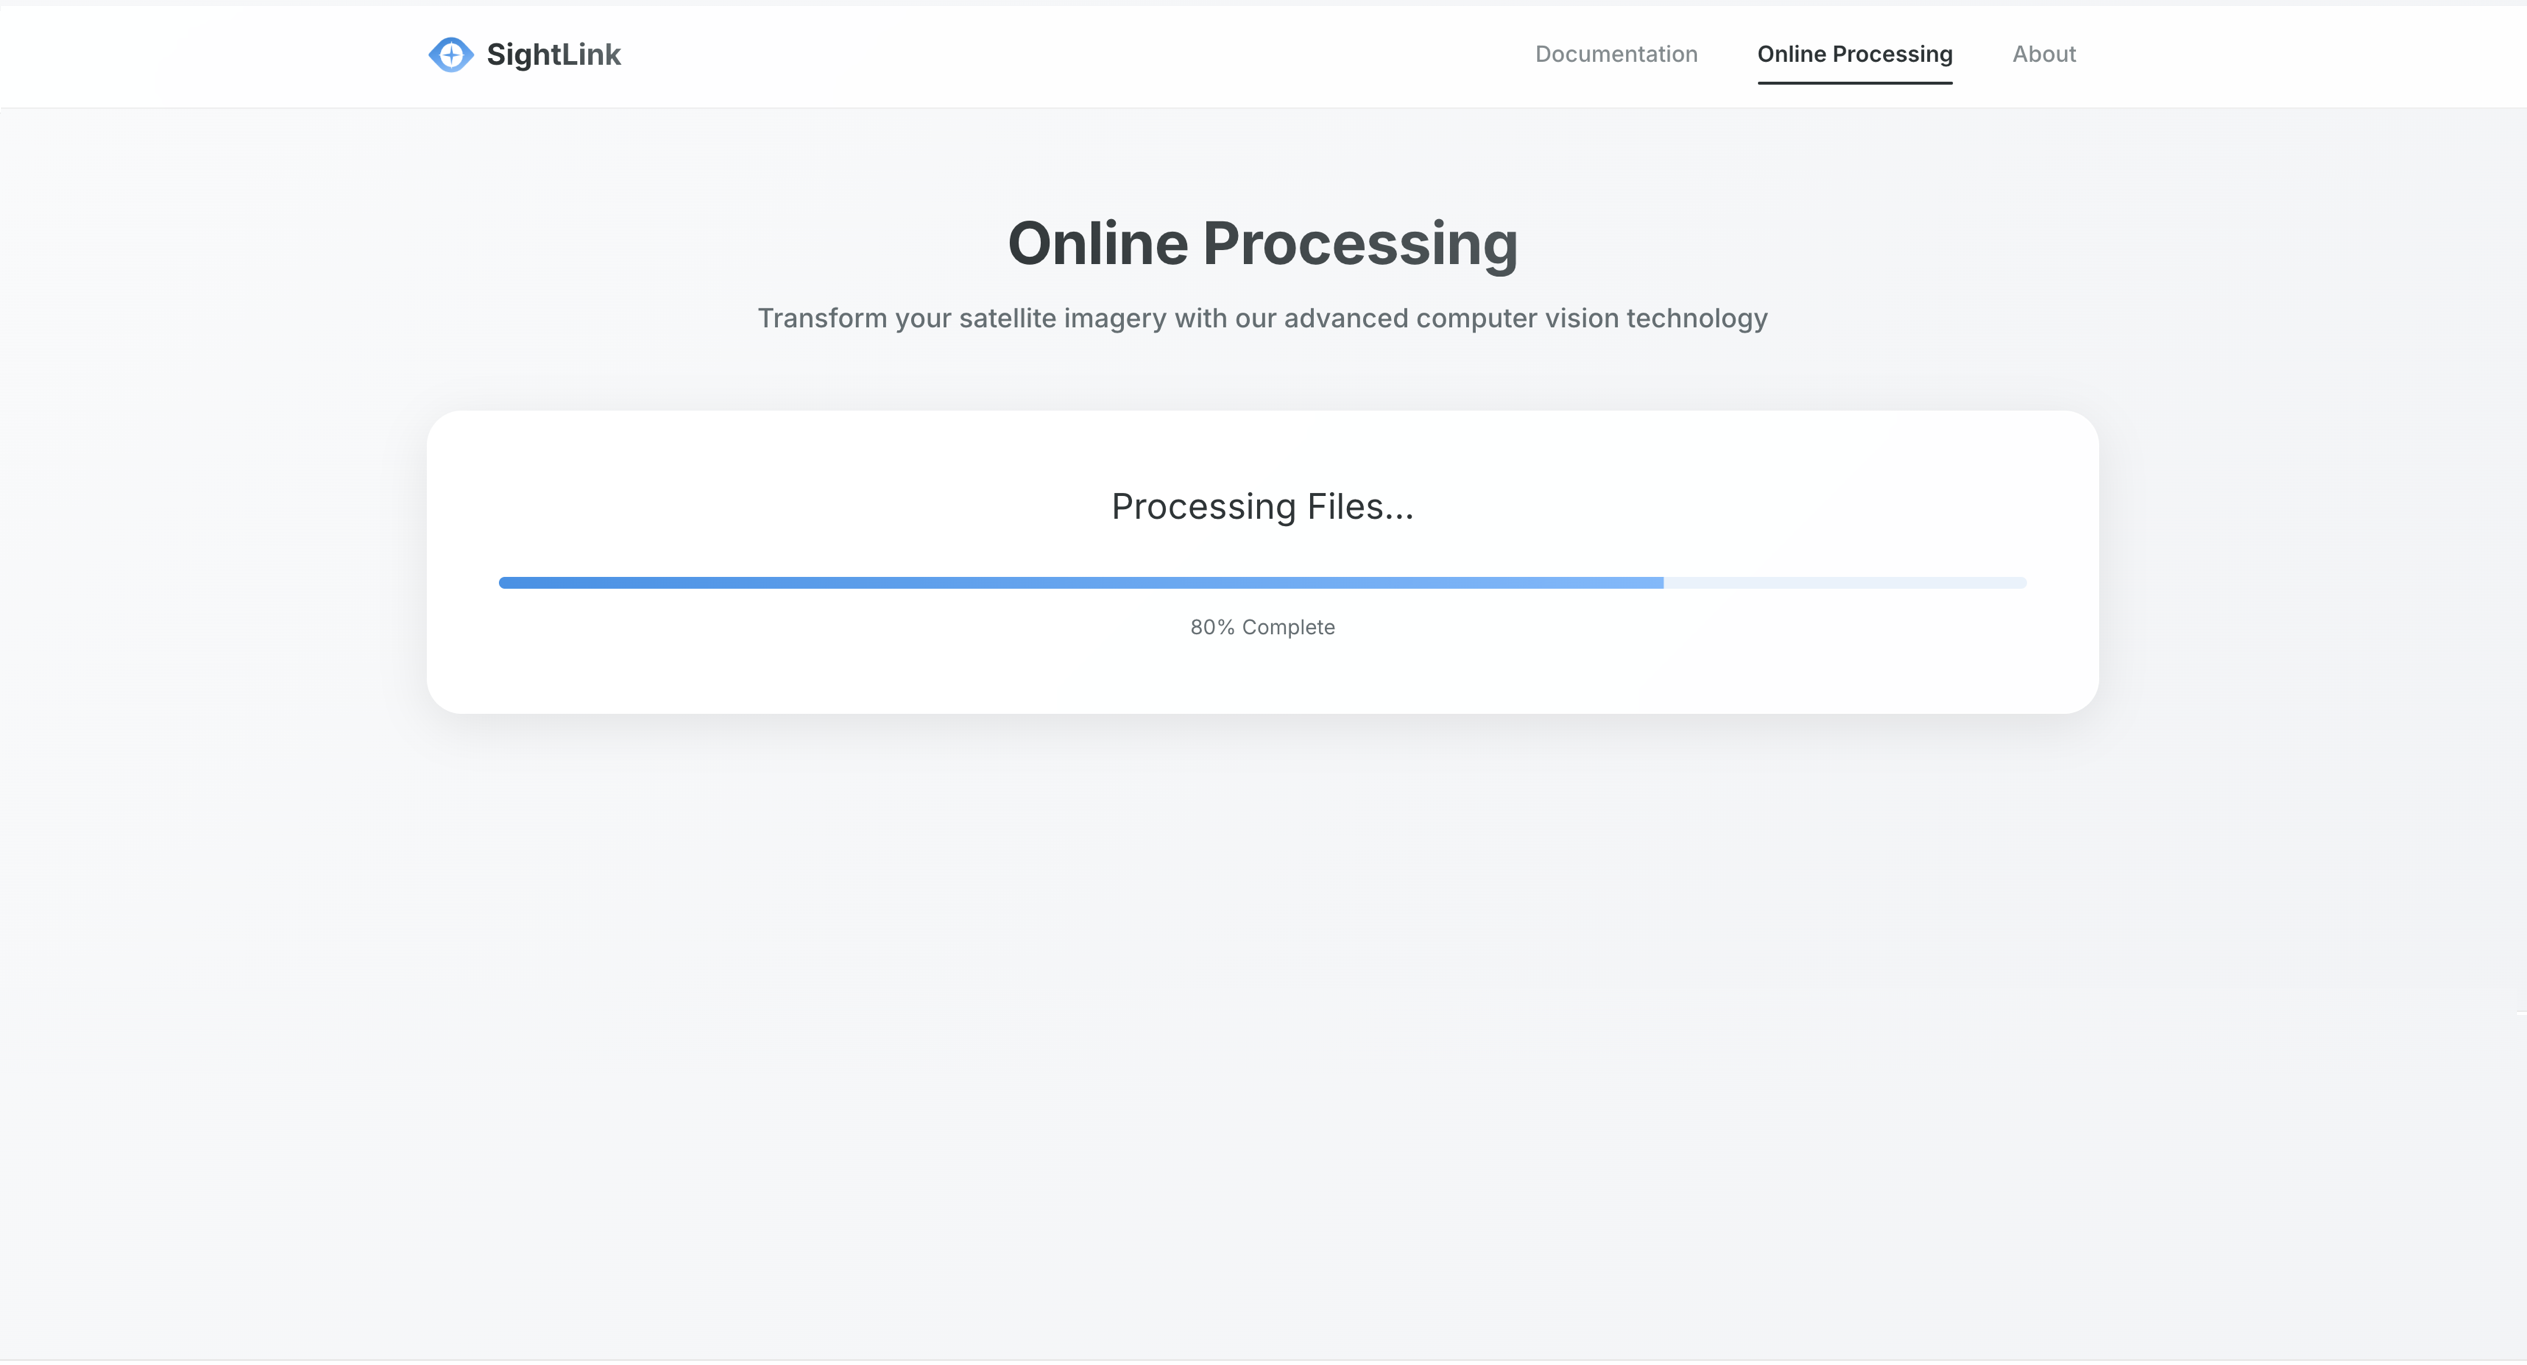 SightLink
Documentation
Online Processing
About
Online Processing
Transform your satellite imagery with our advanced computer vision technology
Processing Files...
80% Complete